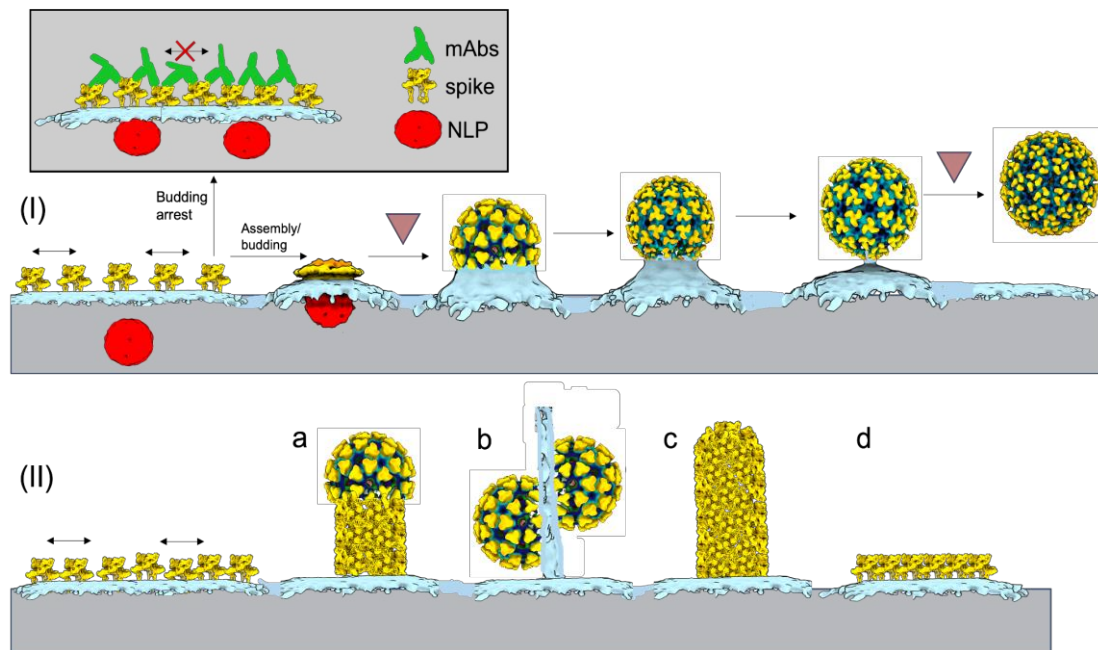 mAbs
spike
NLP
(I)
Budding
arrest
Assembly/
budding
a
b
c
d
(II)